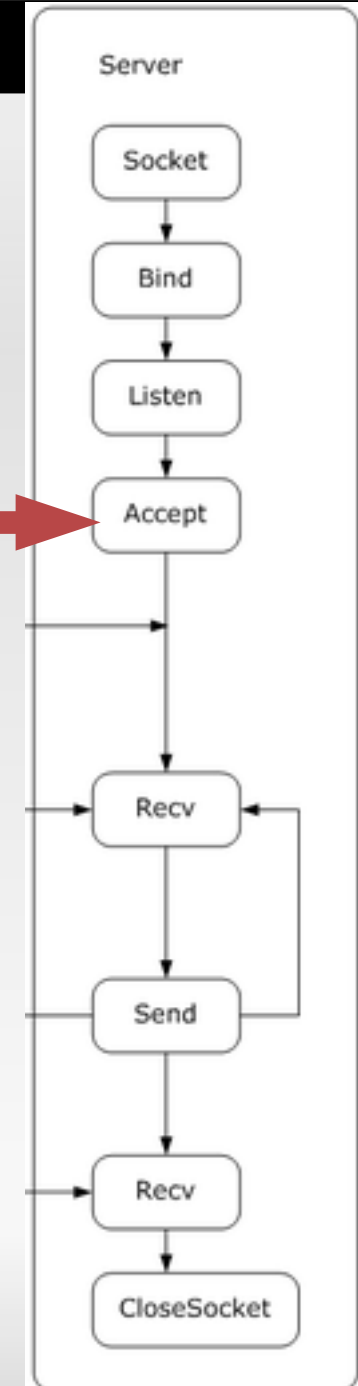 Server
Socket
Bind
Listen
Accept
Recv
Send
Recv
CloseSocket